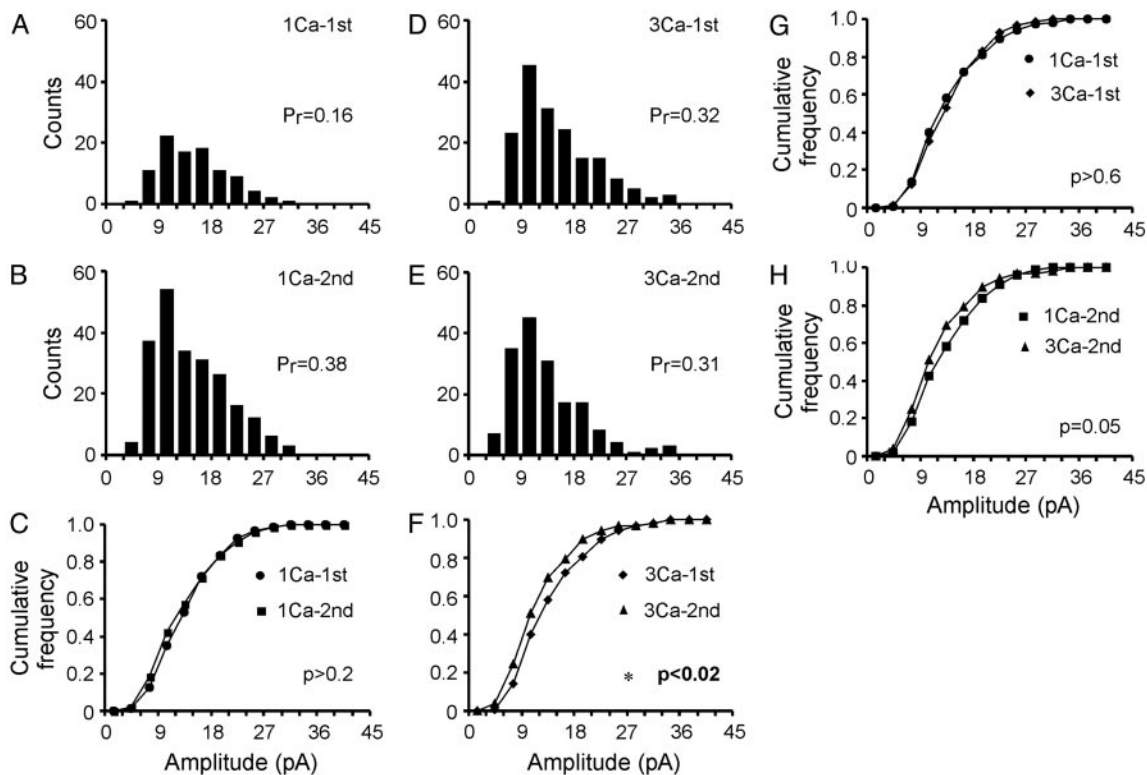 A
1Ca-1st
60
40
20
0
Counts
Pr=0.16
0 9 18 27 36 45
B
1Ca-2nd
60
40
20
0
Counts
Pr=0.38
0 9 18 27 36 45
C
1.0
0.8
0.6
0.4
0.2
0
Cumulative
frequency
1Ca-1st
1Ca-2nd
p>0.2
0 9 18 27 36 45
Amplitude (pA)
D
3Ca-1st
60
40
20
0
Pr=0.32
0 9 18 27 36 45
E
3Ca-2nd
60
40
20
0
Pr=0.31
0 9 18 27 36 45
F
1.0
0.8
0.6
0.4
0.2
0
3Ca-1st
3Ca-2nd
* p<0.02
0 9 18 27 36 45
Amplitude (pA)
G
1.0
0.8
0.6
0.4
0.2
0
Cumulative
frequency
1Ca-1st
3Ca-1st
p>0.6
0 9 18 27 36 45
H
1.0
0.8
0.6
0.4
0.2
0
Cumulative
frequency
1Ca-2nd
3Ca-2nd
p=0.05
0 9 18 27 36 45
Amplitude (pA)